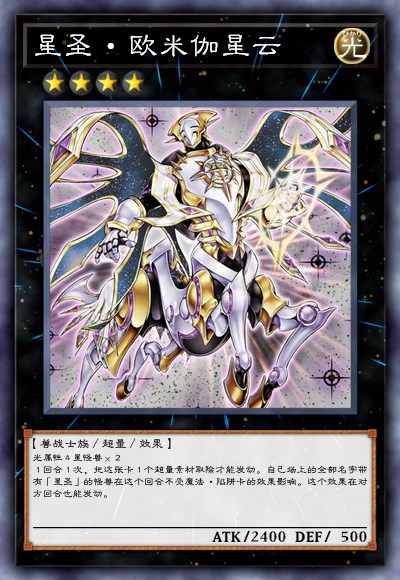 星圣·欧米伽星云
光
【兽战士族／超量／效果】
光属性４星怪兽×２
１回合１次，把这张卡１个超量素材取除才能发动。自己场上的全部名字带
有「星圣」的怪兽在这个回合不受魔法·陷阱卡的效果影响。这个效果在对
方回合也能发动。
ATK/2400 DEF/ 500